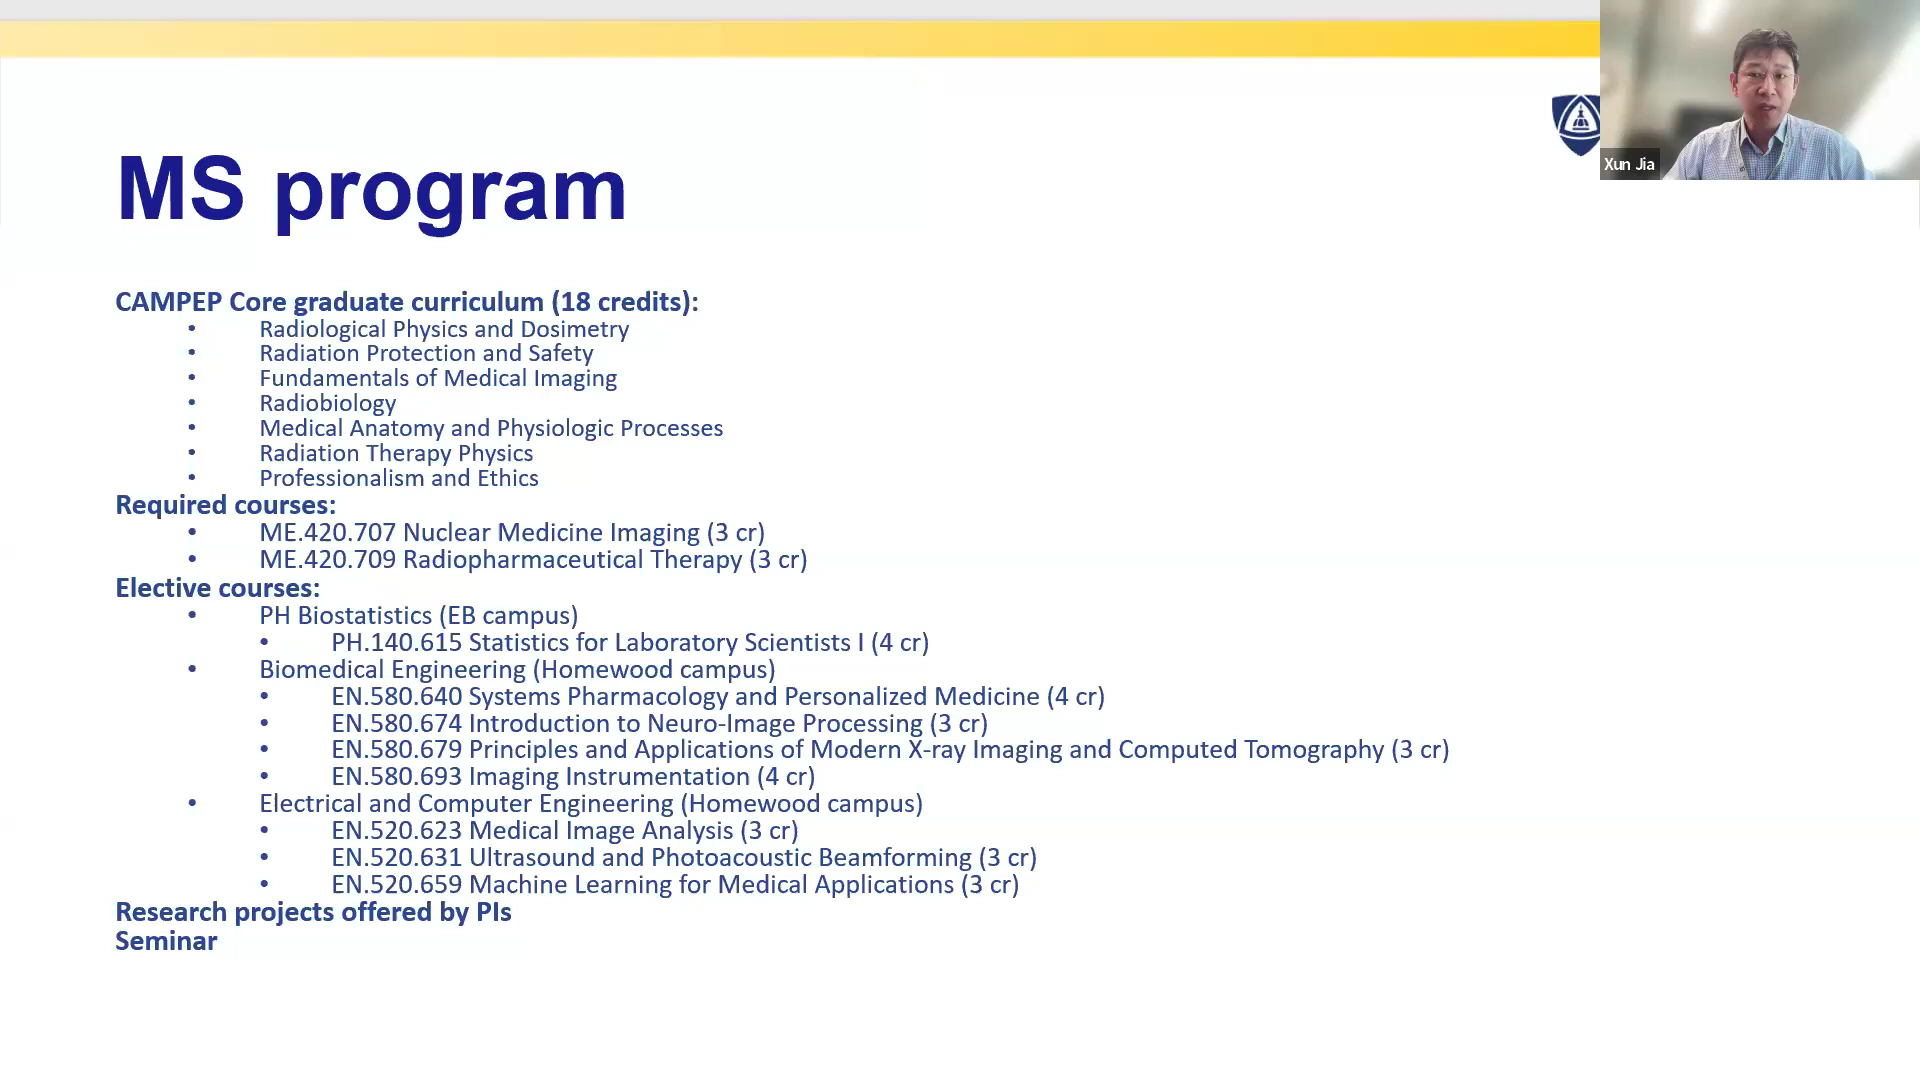 Xun Jia
MS program
CAMPEP Core graduate curriculum (18 credits):
• Radiological Physics and Dosimetry
• Radiation Protection and Safety
• Fundamentals of Medical Imaging
• Radiobiology
• Medical Anatomy and Physiologic Processes
• Radiation Therapy Physics
• Professionalism and Ethics
Required courses:
• ME.420.707 Nuclear Medicine Imaging (3 cr)
• ME.420.709 Radiopharmaceutical Therapy (3 cr)
Elective courses:
• PH Biostatistics (EB campus)
• PH.140.615 Statistics for Laboratory Scientists I (4 cr)
• Biomedical Engineering (Homewood campus)
• EN.580.640 Systems Pharmacology and Personalized Medicine (4 cr)
• EN.580.674 Introduction to Neuro-Image Processing (3 cr)
• EN.580.679 Principles and Applications of Modern X-ray Imaging and Computed Tomography (3 cr)
• EN.580.693 Imaging Instrumentation (4 cr)
• Electrical and Computer Engineering (Homewood campus)
• EN.520.623 Medical Image Analysis (3 cr)
• EN.520.631 Ultrasound and Photoacoustic Beamforming (3 cr)
• EN.520.659 Machine Learning for Medical Applications (3 cr)
Research projects offered by PIs
Seminar